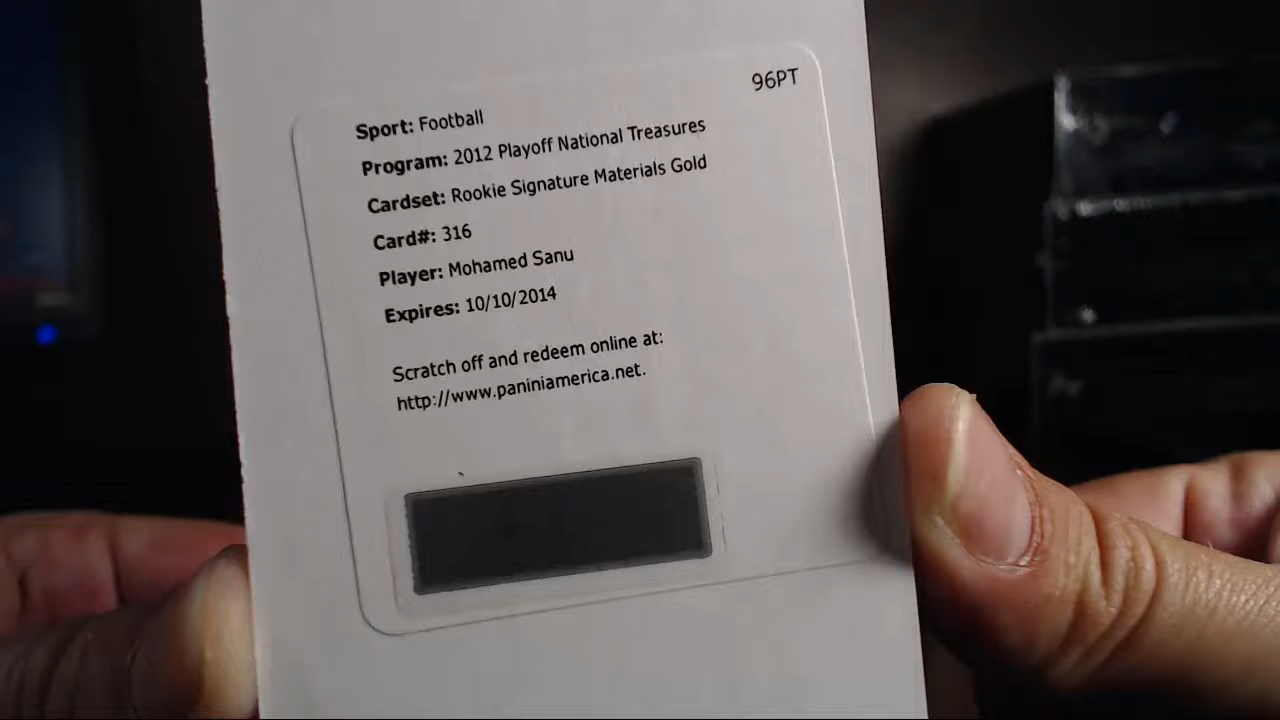 96PT
Sport: Football
Program: 2012 Playoff National Treasures
Cardset: Rookie Signature Materials Gold
Card#: 316
Player: Mohamed Sanu
Expires: 10/10/2014
Scratch off and redeem online at:
http://www.paniniamerica.net.